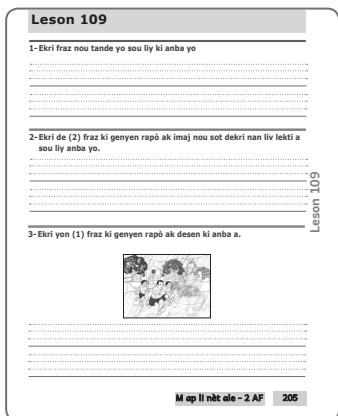 Leson 109
1- Ekri fraz nou tande yo sou liy ki anba yo
2- Ekri de (2) fraz ki genyen rapò ak imaj nou sot dekri nan liv lekti a
sou liy anba yo.
Leson 109
3- Ekri yon (1) fraz ki genyen rapò ak desen ki anba a.
M ap li nèt ale - 2 AF 205